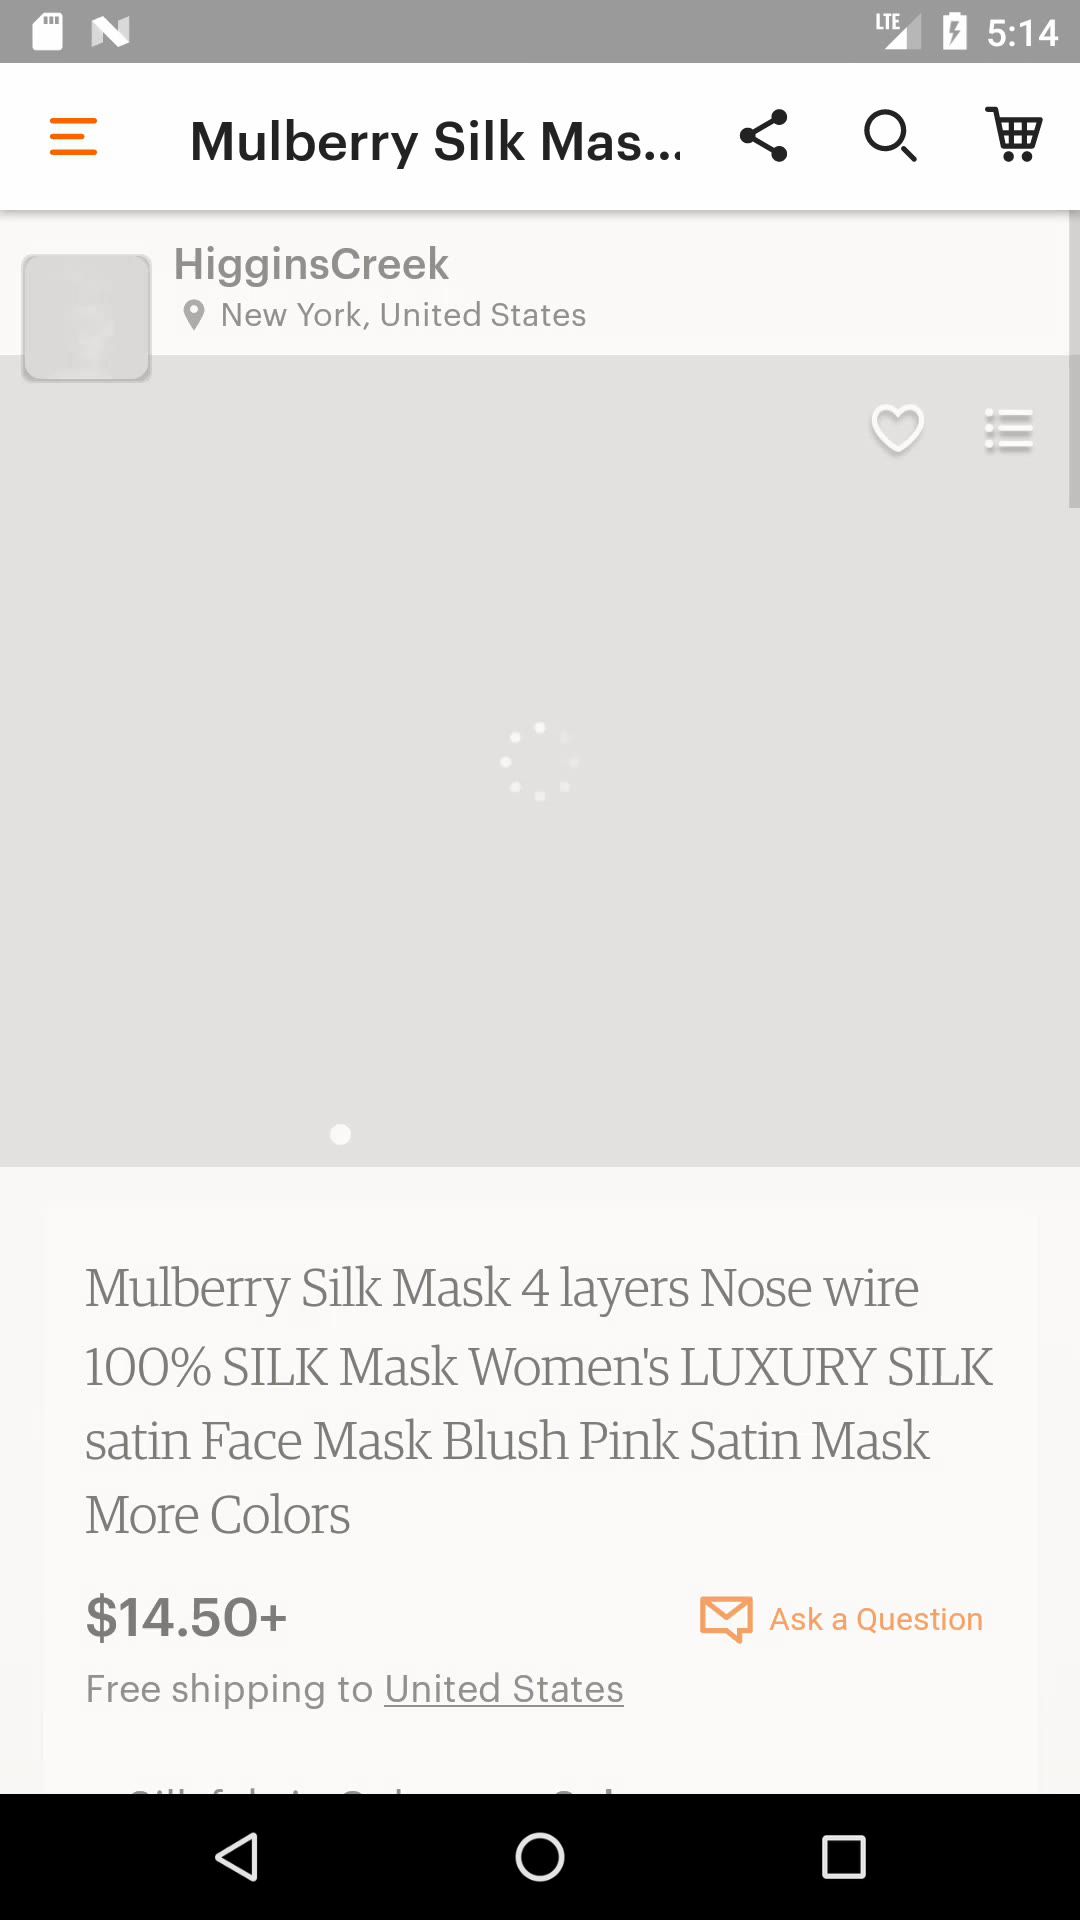 LTE 5:14
Mulberry Silk Mas...
HigginsCreek
New York, United States
Mulberry Silk Mask 4 layers Nose wire
100% SILK Mask Women's LUXURY SILK
satin Face Mask Blush Pink Satin Mask
More Colors
$14.50+
Ask a Question
Free shipping to United States